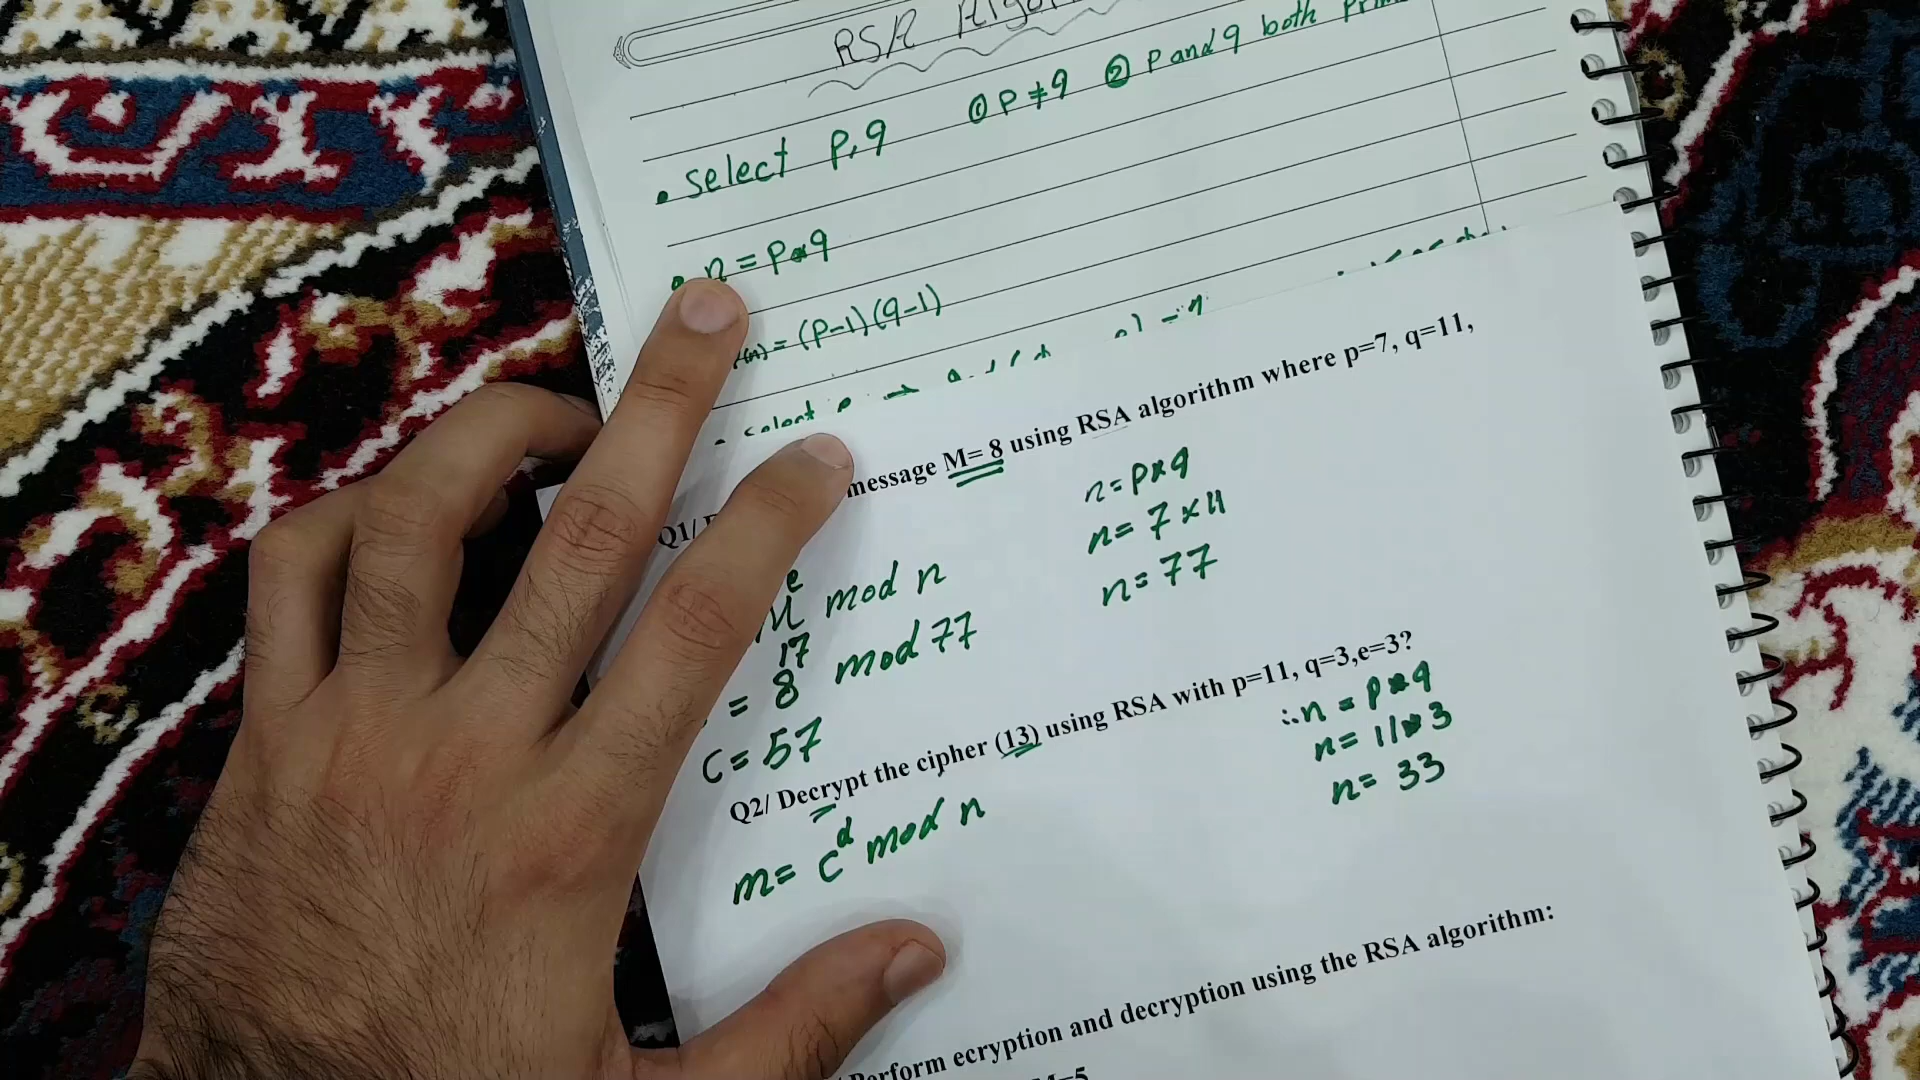 RSA
① P ≠ q ② P and q both
• select P, q
• n = P * q
(n) = (P-1)(q-1)
• select e
message M= 8 using RSA algorithm where p=7, q=11,
Q1/
n = P * q
n = 7 × 11
n = 77
M^e mod n
= 8^17 mod 77
C = 57
Q2/ Decrypt the cipher (13) using RSA with p=11, q=3,e=3?
∴ n = P * q
n = 11 * 3
n = 33
m = C^d mod n
Perform ecryption and decryption using the RSA algorithm: